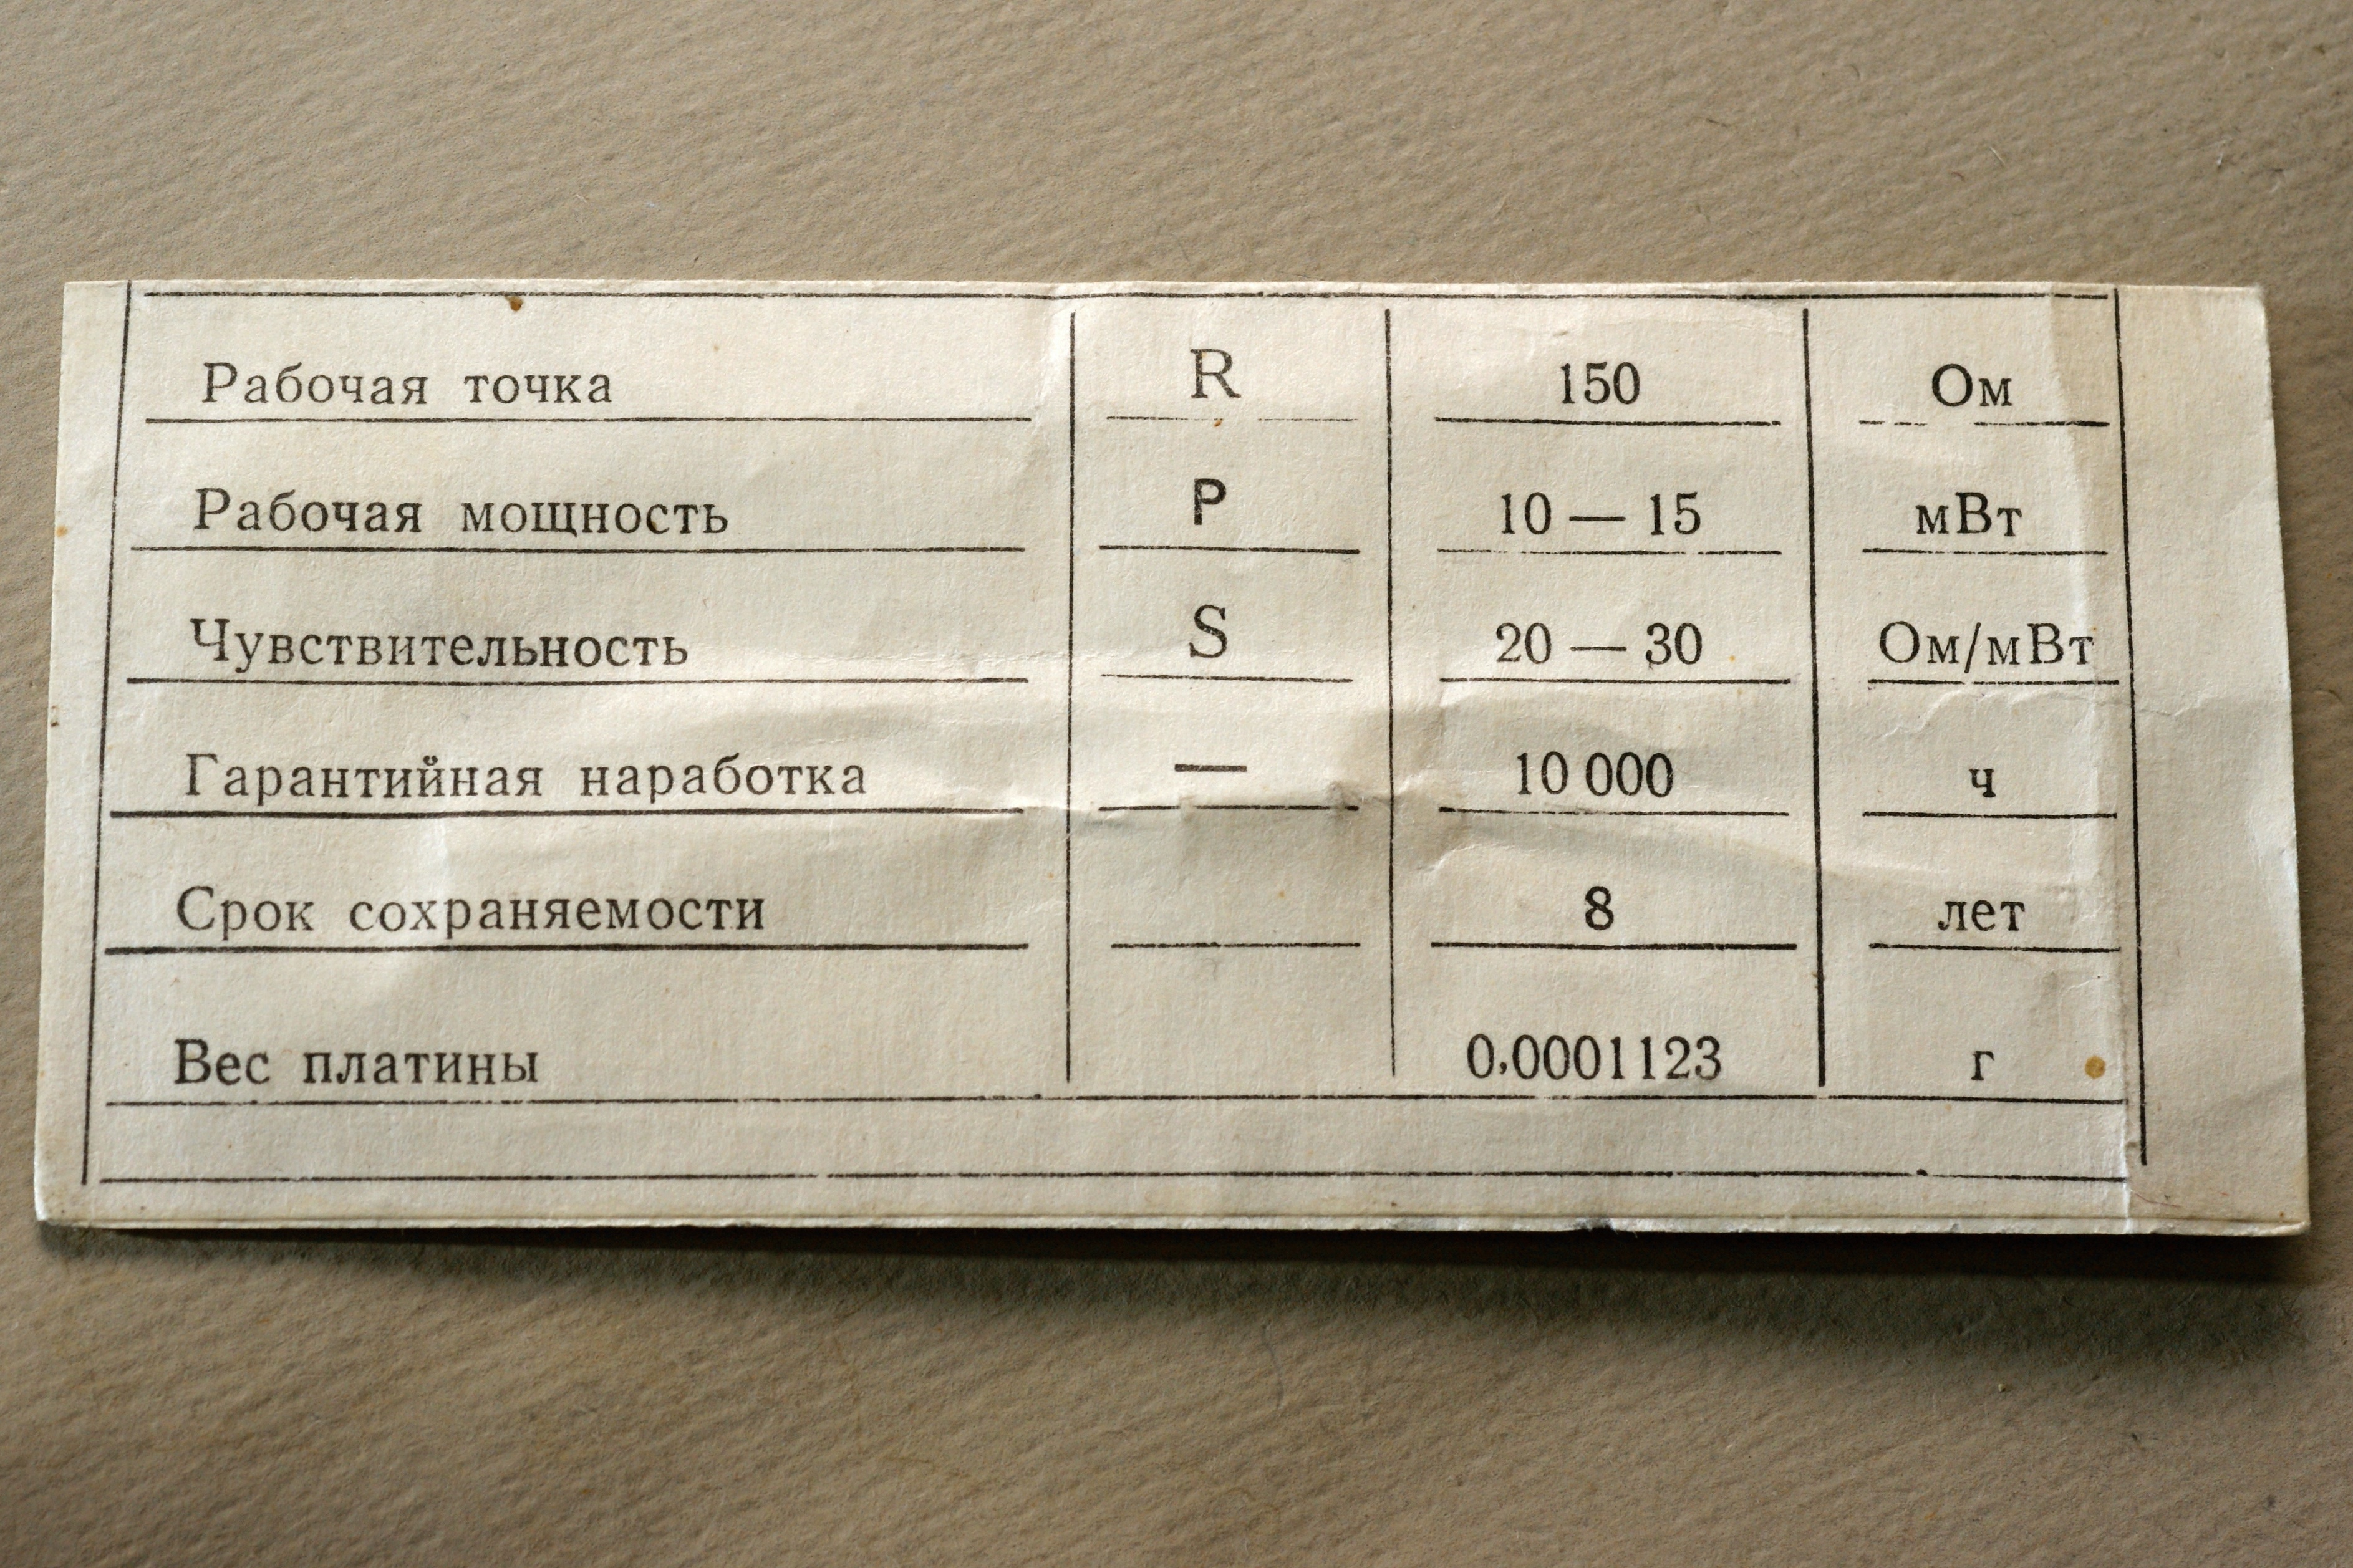 Рабочая точка R 150 Ом
Рабочая мощность P 10 — 15 мВт
Чувствительность S 20 — 30 Ом/мВт
Гарантийная наработка — 10 000 ч
Срок сохраняемости 8 лет
Вес платины 0,0001123 г